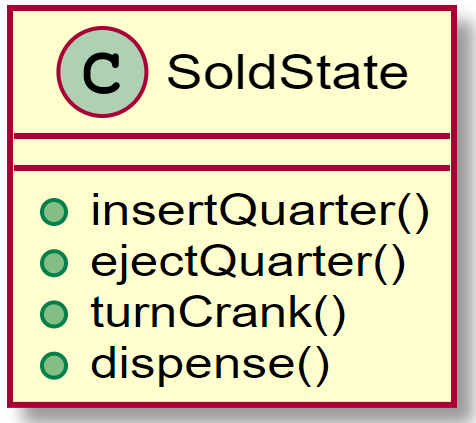 C SoldState
insertQuarter()
ejectQuarter()
turnCrank()
dispense()